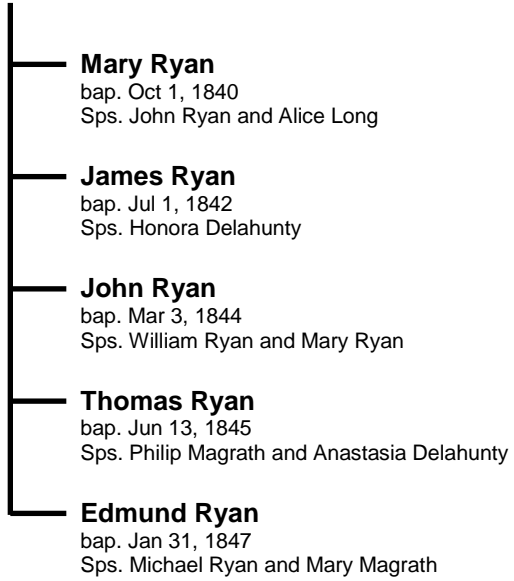 Mary Ryan
bap. Oct 1, 1840
Sps. John Ryan and Alice Long
James Ryan
bap. Jul 1, 1842
Sps. Honora Delahunty
John Ryan
bap. Mar 3, 1844
Sps. William Ryan and Mary Ryan
Thomas Ryan
bap. Jun 13, 1845
Sps. Philip Magrath and Anastasia Delahunty
Edmund Ryan
bap. Jan 31, 1847
Sps. Michael Ryan and Mary Magrath